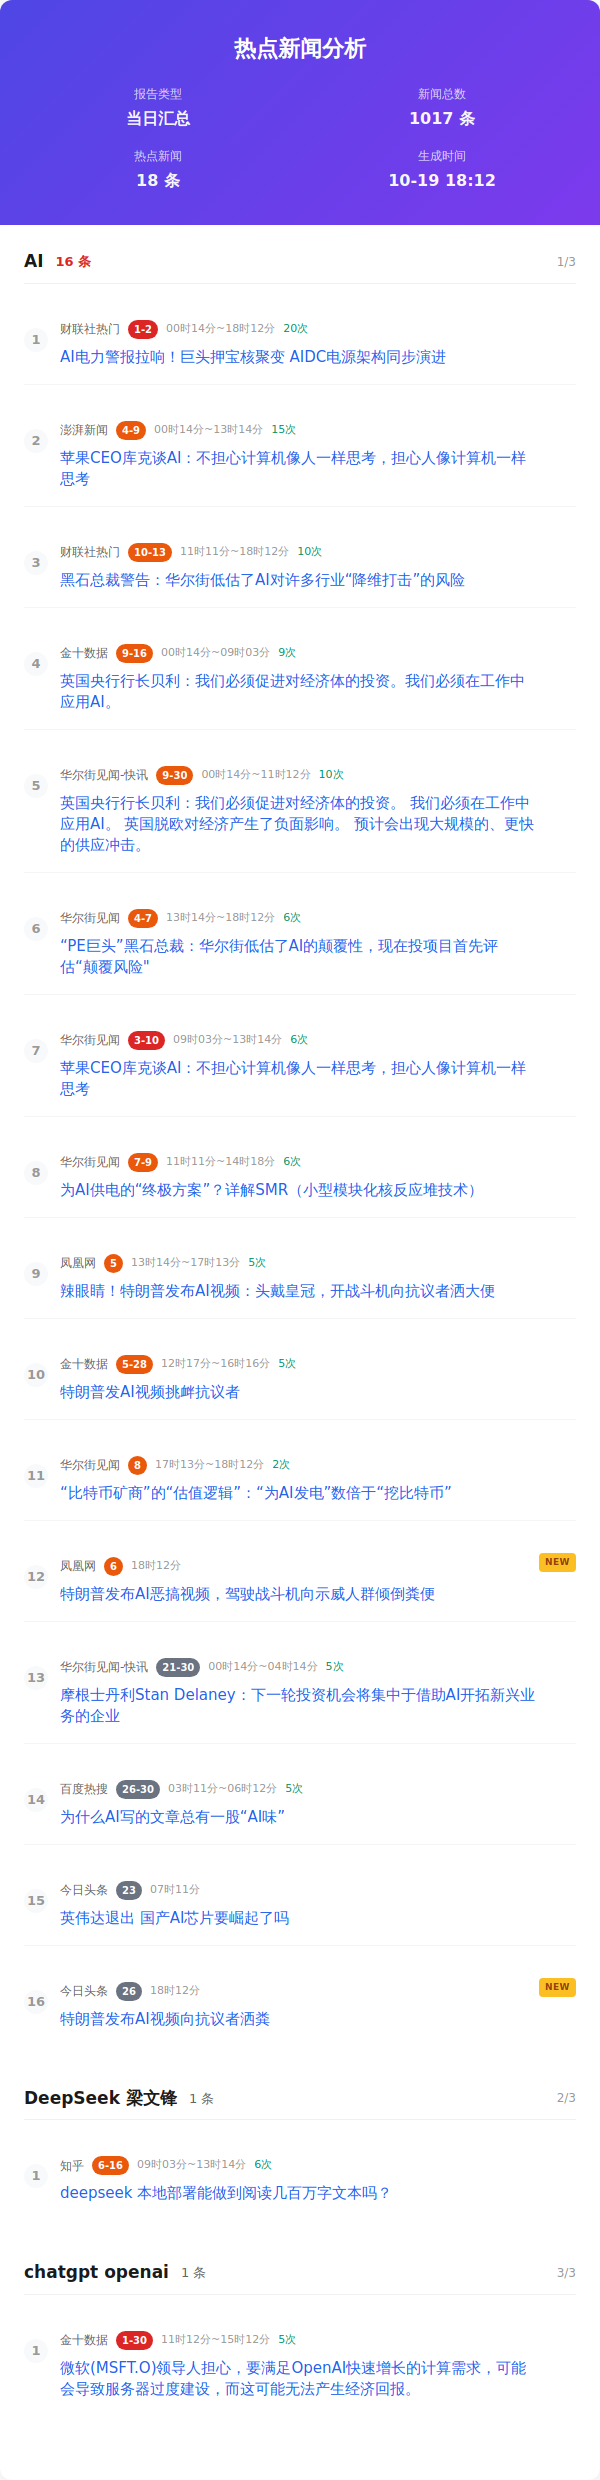 热点新闻分析
报告类型
新闻总数
当日汇总
1017 条
热点新闻
生成时间
18 条
10-19 18:12
AI 16 条 1/3
1
财联社热门 1-2 00时14分~18时12分 20次
AI电力警报拉响！巨头押宝核聚变 AIDC电源架构同步演进
2
澎湃新闻 4-9 00时14分~13时14分 15次
苹果CEO库克谈AI：不担心计算机像人一样思考，担心人像计算机一样
思考
3
财联社热门 10-13 11时11分~18时12分 10次
黑石总裁警告：华尔街低估了AI对许多行业“降维打击”的风险
4
金十数据 9-16 00时14分~09时03分 9次
英国央行行长贝利：我们必须促进对经济体的投资。我们必须在工作中
应用AI。
5
华尔街见闻-快讯 9-30 00时14分~11时12分 10次
英国央行行长贝利：我们必须促进对经济体的投资。 我们必须在工作中
应用AI。 英国脱欧对经济产生了负面影响。 预计会出现大规模的、更快
的供应冲击。
6
华尔街见闻 4-7 13时14分~18时12分 6次
“PE巨头”黑石总裁：华尔街低估了AI的颠覆性，现在投项目首先评
估“颠覆风险"
7
华尔街见闻 3-10 09时03分~13时14分 6次
苹果CEO库克谈AI：不担心计算机像人一样思考，担心人像计算机一样
思考
8
华尔街见闻 7-9 11时11分~14时18分 6次
为AI供电的“终极方案”？详解SMR（小型模块化核反应堆技术）
9
凤凰网 5 13时14分~17时13分 5次
辣眼睛！特朗普发布AI视频：头戴皇冠，开战斗机向抗议者洒大便
10
金十数据 5-28 12时17分~16时16分 5次
特朗普发AI视频挑衅抗议者
11
华尔街见闻 8 17时13分~18时12分 2次
“比特币矿商”的“估值逻辑”：“为AI发电”数倍于“挖比特币”
12
凤凰网 6 18时12分 NEW
特朗普发布AI恶搞视频，驾驶战斗机向示威人群倾倒粪便
13
华尔街见闻-快讯 21-30 00时14分~04时14分 5次
摩根士丹利Stan Delaney：下一轮投资机会将集中于借助AI开拓新兴业
务的企业
14
百度热搜 26-30 03时11分~06时12分 5次
为什么AI写的文章总有一股“AI味”
15
今日头条 23 07时11分
英伟达退出 国产AI芯片要崛起了吗
16
今日头条 26 18时12分 NEW
特朗普发布AI视频向抗议者洒粪
DeepSeek 梁文锋 1 条 2/3
1
知乎 6-16 09时03分~13时14分 6次
deepseek 本地部署能做到阅读几百万字文本吗？
chatgpt openai 1 条 3/3
1
金十数据 1-30 11时12分~15时12分 5次
微软(MSFT.O)领导人担心，要满足OpenAI快速增长的计算需求，可能
会导致服务器过度建设，而这可能无法产生经济回报。